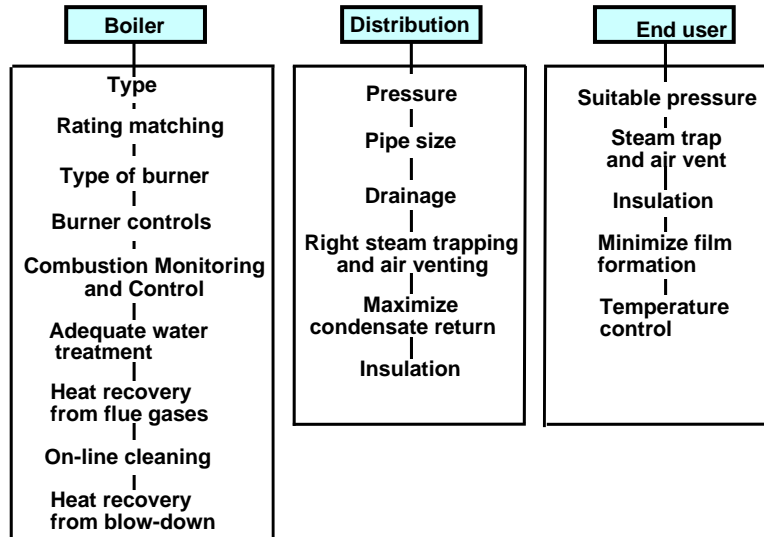 Boiler
Type
Rating matching
Type of burner
Burner controls
Combustion Monitoring
and Control
Adequate water
treatment
Heat recovery
from flue gases
On-line cleaning
Heat recovery
from blow-down
Distribution
Pressure
Pipe size
Drainage
Right steam trapping
and air venting
Maximize
condensate return
Insulation
End user
Suitable pressure
Steam trap
and air vent
Insulation
Minimize film
formation
Temperature
control